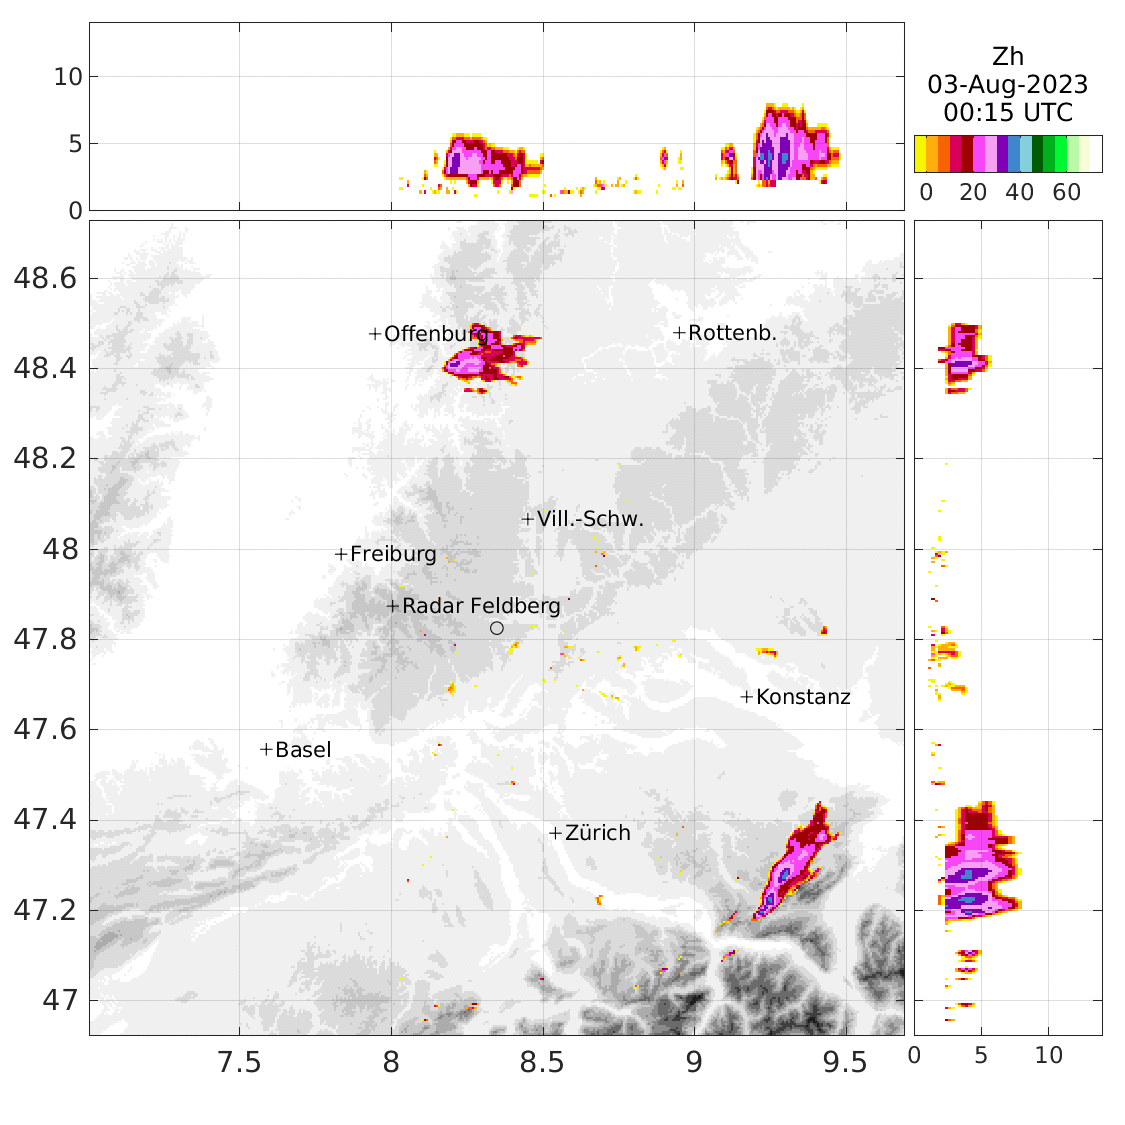 Zh
03-Aug-2023
00:15 UTC
10
5
0
0 20 40 60
48.6
+Offenburg
+Rottenb.
48.4
48.2
+Vill.-Schw.
48
+Freiburg
+Radar Feldberg
47.8
+Konstanz
47.6
+Basel
47.4
+Zürich
47.2
47
7.5 8 8.5 9 9.5
0 5 10